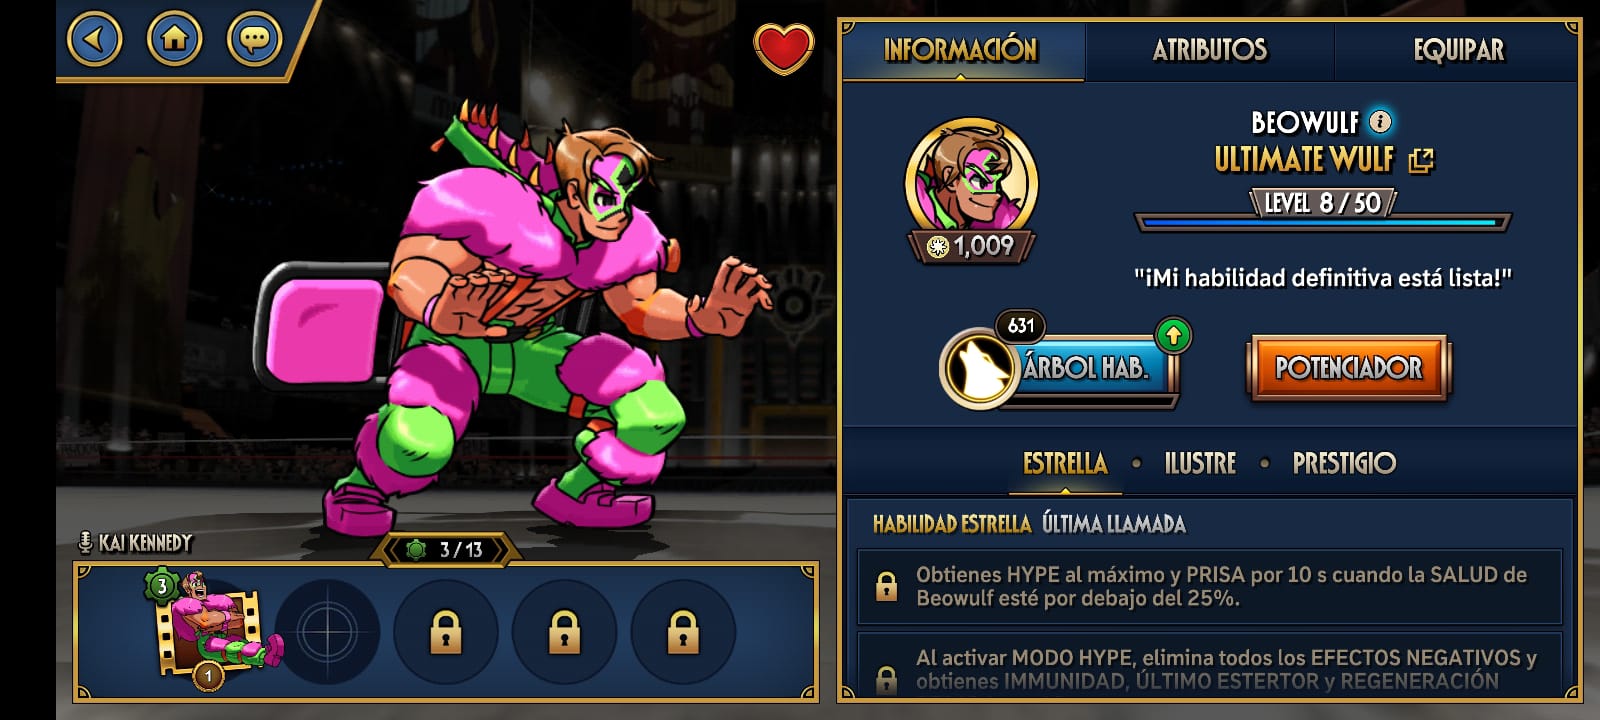 INFORMACIÓN
ATRIBUTOS
EQUIPAR
BEOWULF
ULTIMATE WULF
LEVEL 8 / 50
1,009
"¡Mi habilidad definitiva está lista!"
631
ÁRBOL HAB.
POTENCIADOR
ESTRELLA • ILUSTRE • PRESTIGIO
HABILIDAD ESTRELLA ÚLTIMA LLAMADA
Obtienes HYPE al máximo y PRISA por 10 s cuando la SALUD de
Beowulf esté por debajo del 25%.
Al activar MODO HYPE, elimina todos los EFECTOS NEGATIVOS y
obtienes IMMUNIDAD, ÚLTIMO ESTERTOR y REGENERACIÓN
KAI KENNEDY
3 / 13
3
1